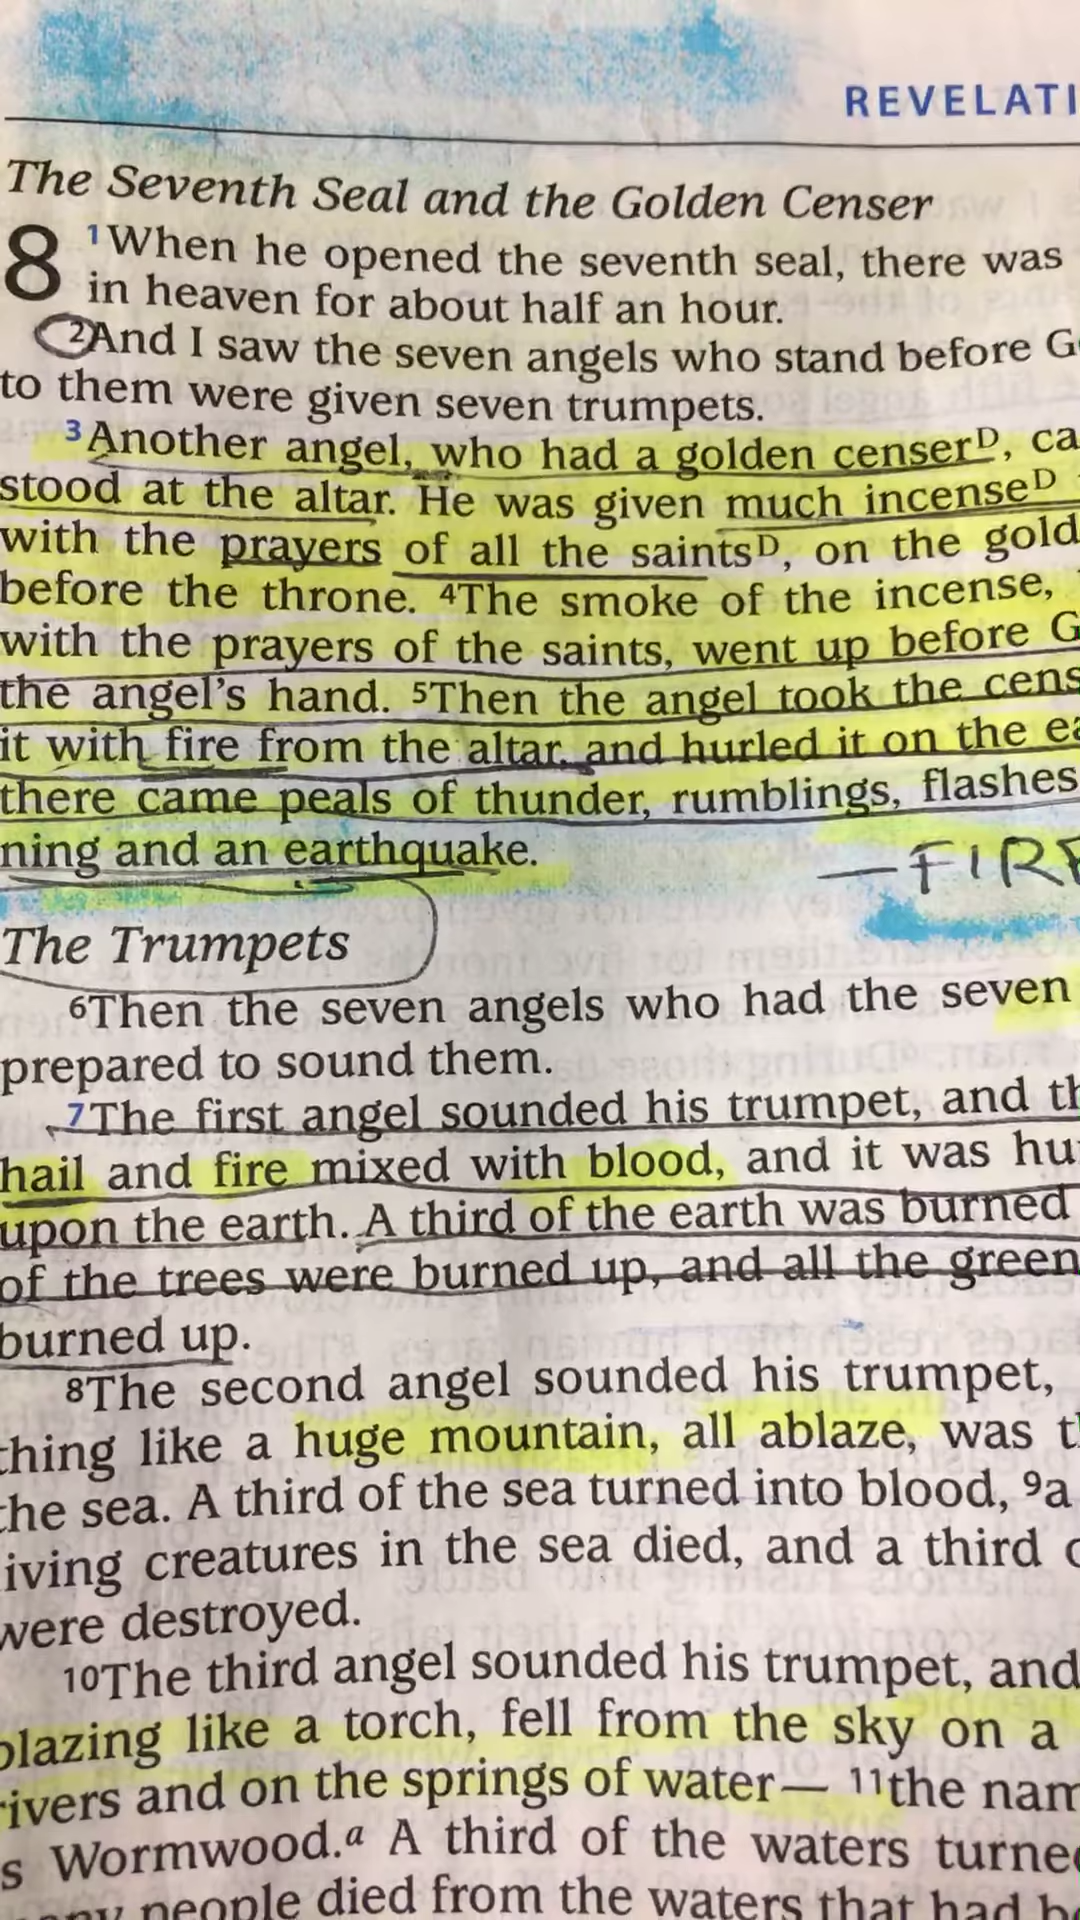 REVELATI
The Seventh Seal and the Golden Censer
8 1When he opened the seventh seal, there was
in heaven for about half an hour.
2And I saw the seven angels who stand before G
to them were given seven trumpets.
3Another angel, who had a golden censerD, ca
stood at the altar. He was given much incenseD
with the prayers of all the saintsD, on the gold
before the throne. 4The smoke of the incense,
with the prayers of the saints, went up before G
the angel's hand. 5Then the angel took the cens
it with fire from the altar, and hurled it on the ea
there came peals of thunder, rumblings, flashes
ning and an earthquake.
—FIR
The Trumpets
6Then the seven angels who had the seven
prepared to sound them.
7The first angel sounded his trumpet, and th
hail and fire mixed with blood, and it was hu
upon the earth. A third of the earth was burned
of the trees were burned up, and all the green
burned up.
8The second angel sounded his trumpet,
thing like a huge mountain, all ablaze, was th
the sea. A third of the sea turned into blood, 9a
iving creatures in the sea died, and a third o
were destroyed.
10The third angel sounded his trumpet, and
blazing like a torch, fell from the sky on a
rivers and on the springs of water— 11the nam
s Wormwood.a A third of the waters turne
any people died from the waters that had be